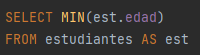 SELECT MIN(est.edad)
FROM estudiantes AS est